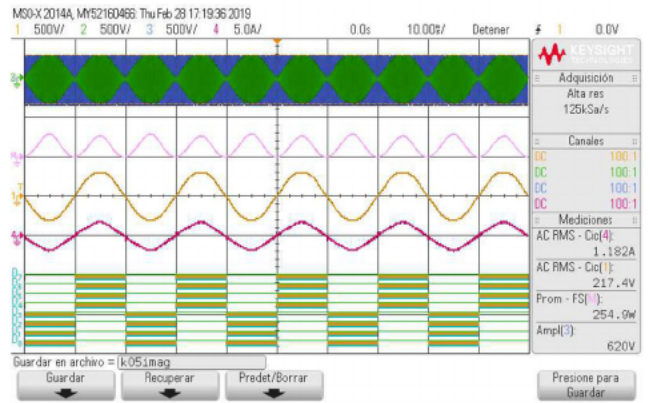 MSO-X 2014A, MY52160466: Thu Feb 28 17:19:36 2019
1 500V/ 2 500V/ 3 500V/ 4 5.0A/ 0.0s 10.00%/ Detener 1 0.0V
KEYSIGHT
TECHNOLOGIES
Adquisición
Alta res
125kSa/s
Canales
DC 100:1
DC 100:1
DC 100:1
DC 100:1
Mediciones
AC RMS - Cic(4):
1.182A
AC RMS - Cic(1):
217.4V
Prom - FS(M):
254.9W
Ampl(3):
620V
Guardar en archivo = k05imag
Guardar Recuperar Predet/Borrar Presione para
Guardar